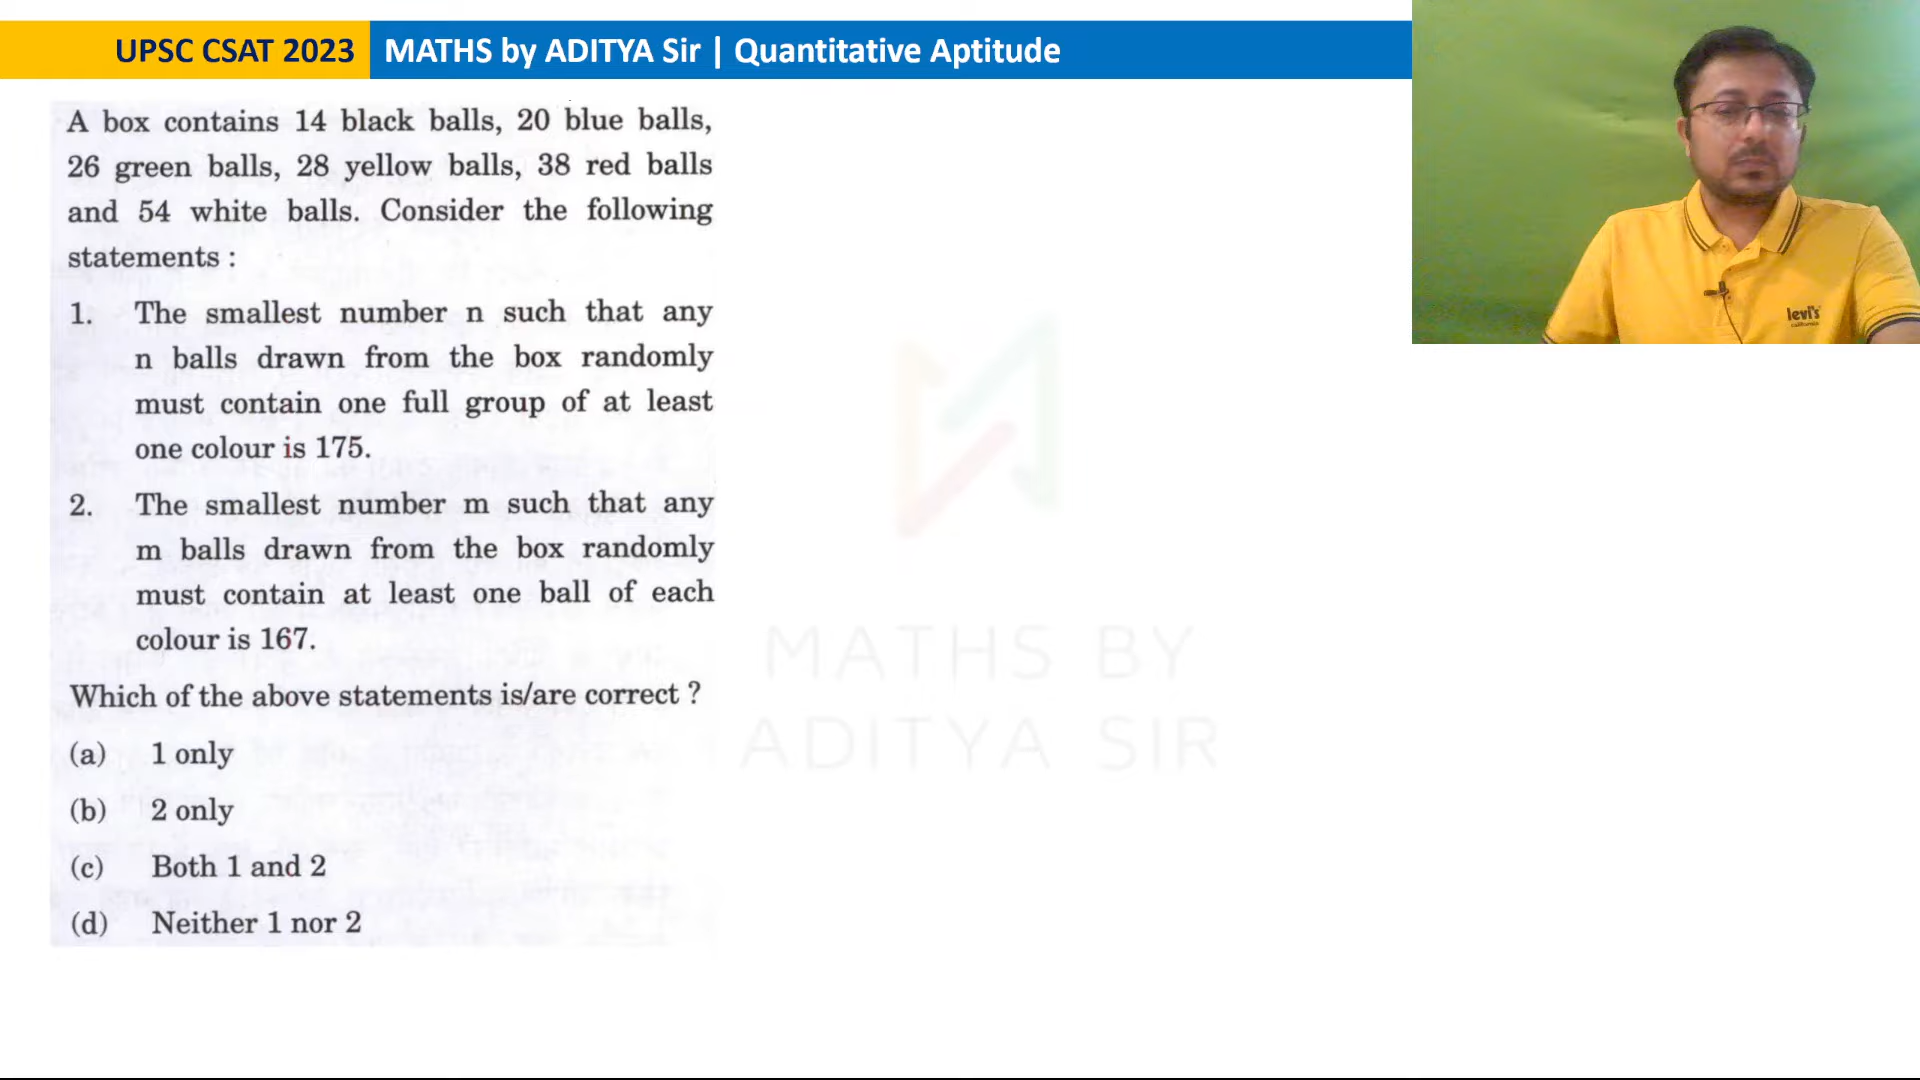 UPSC CSAT 2023
MATHS by ADITYA Sir | Quantitative Aptitude
A box contains 14 black balls, 20 blue balls,
26 green balls, 28 yellow balls, 38 red balls
and 54 white balls. Consider the following
statements :
1. The smallest number n such that any
n balls drawn from the box randomly
must contain one full group of at least
one colour is 175.
2. The smallest number m such that any
m balls drawn from the box randomly
must contain at least one ball of each
colour is 167.
Which of the above statements is/are correct ?
(a) 1 only
(b) 2 only
(c) Both 1 and 2
(d) Neither 1 nor 2
MATHS BY
ADITYA SIR
levi's
california